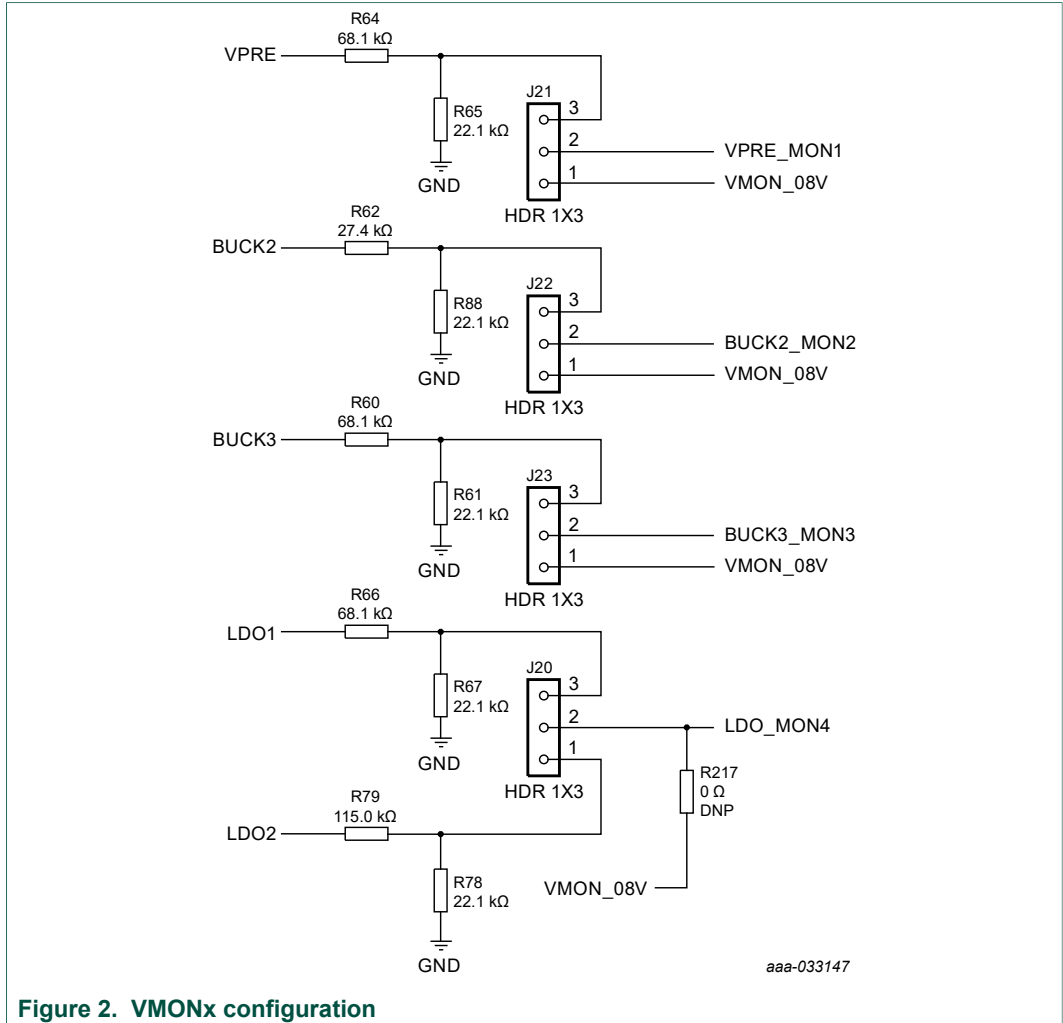 R64
68.1 kΩ
VPRE
R65
22.1 kΩ
GND
J21
3
2
1
VPRE_MON1
VMON_08V
HDR 1X3
R62
27.4 kΩ
BUCK2
R88
22.1 kΩ
GND
J22
3
2
1
BUCK2_MON2
VMON_08V
HDR 1X3
R60
68.1 kΩ
BUCK3
R61
22.1 kΩ
GND
J23
3
2
1
BUCK3_MON3
VMON_08V
HDR 1X3
R66
68.1 kΩ
LDO1
R67
22.1 kΩ
GND
J20
3
2
1
LDO_MON4
HDR 1X3
R217
0 Ω
DNP
R79
115.0 kΩ
LDO2
R78
22.1 kΩ
GND
VMON_08V
aaa-033147
Figure 2. VMONx configuration